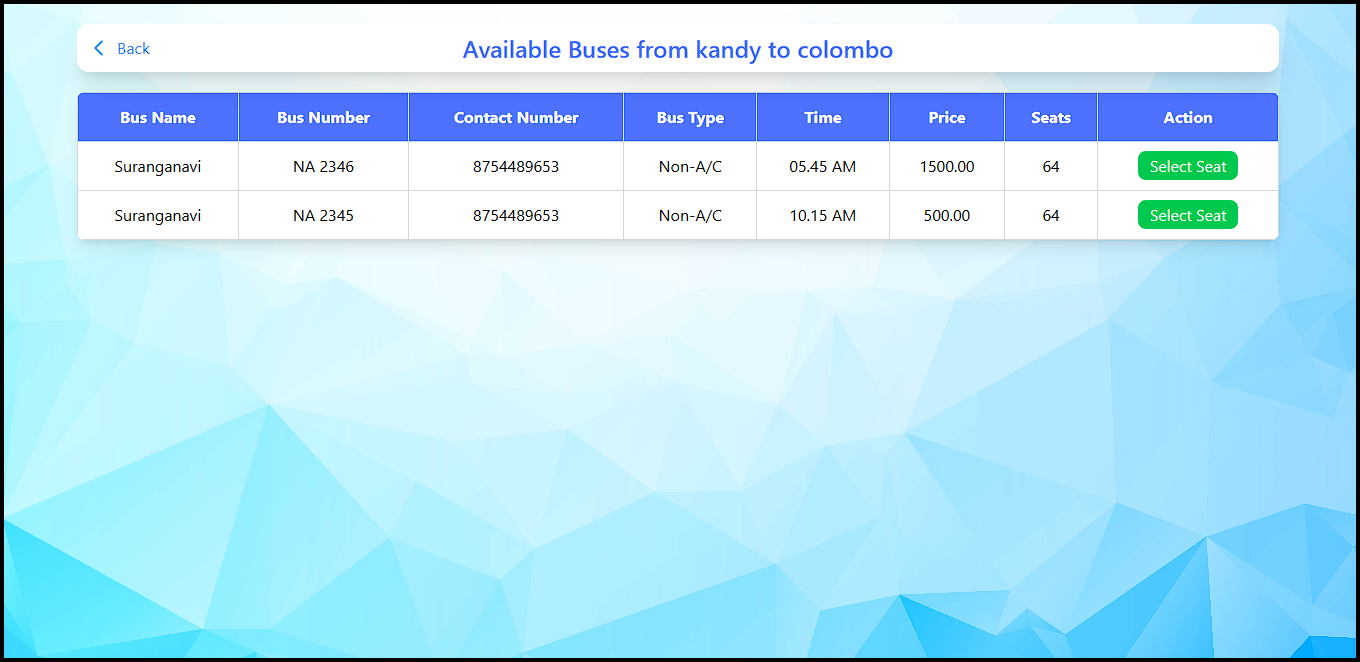 Back
Available Buses from kandy to colombo
Bus Name Bus Number Contact Number Bus Type Time Price Seats Action
Suranganavi NA 2346 8754489653 Non-A/C 05.45 AM 1500.00 64 Select Seat
Suranganavi NA 2345 8754489653 Non-A/C 10.15 AM 500.00 64 Select Seat